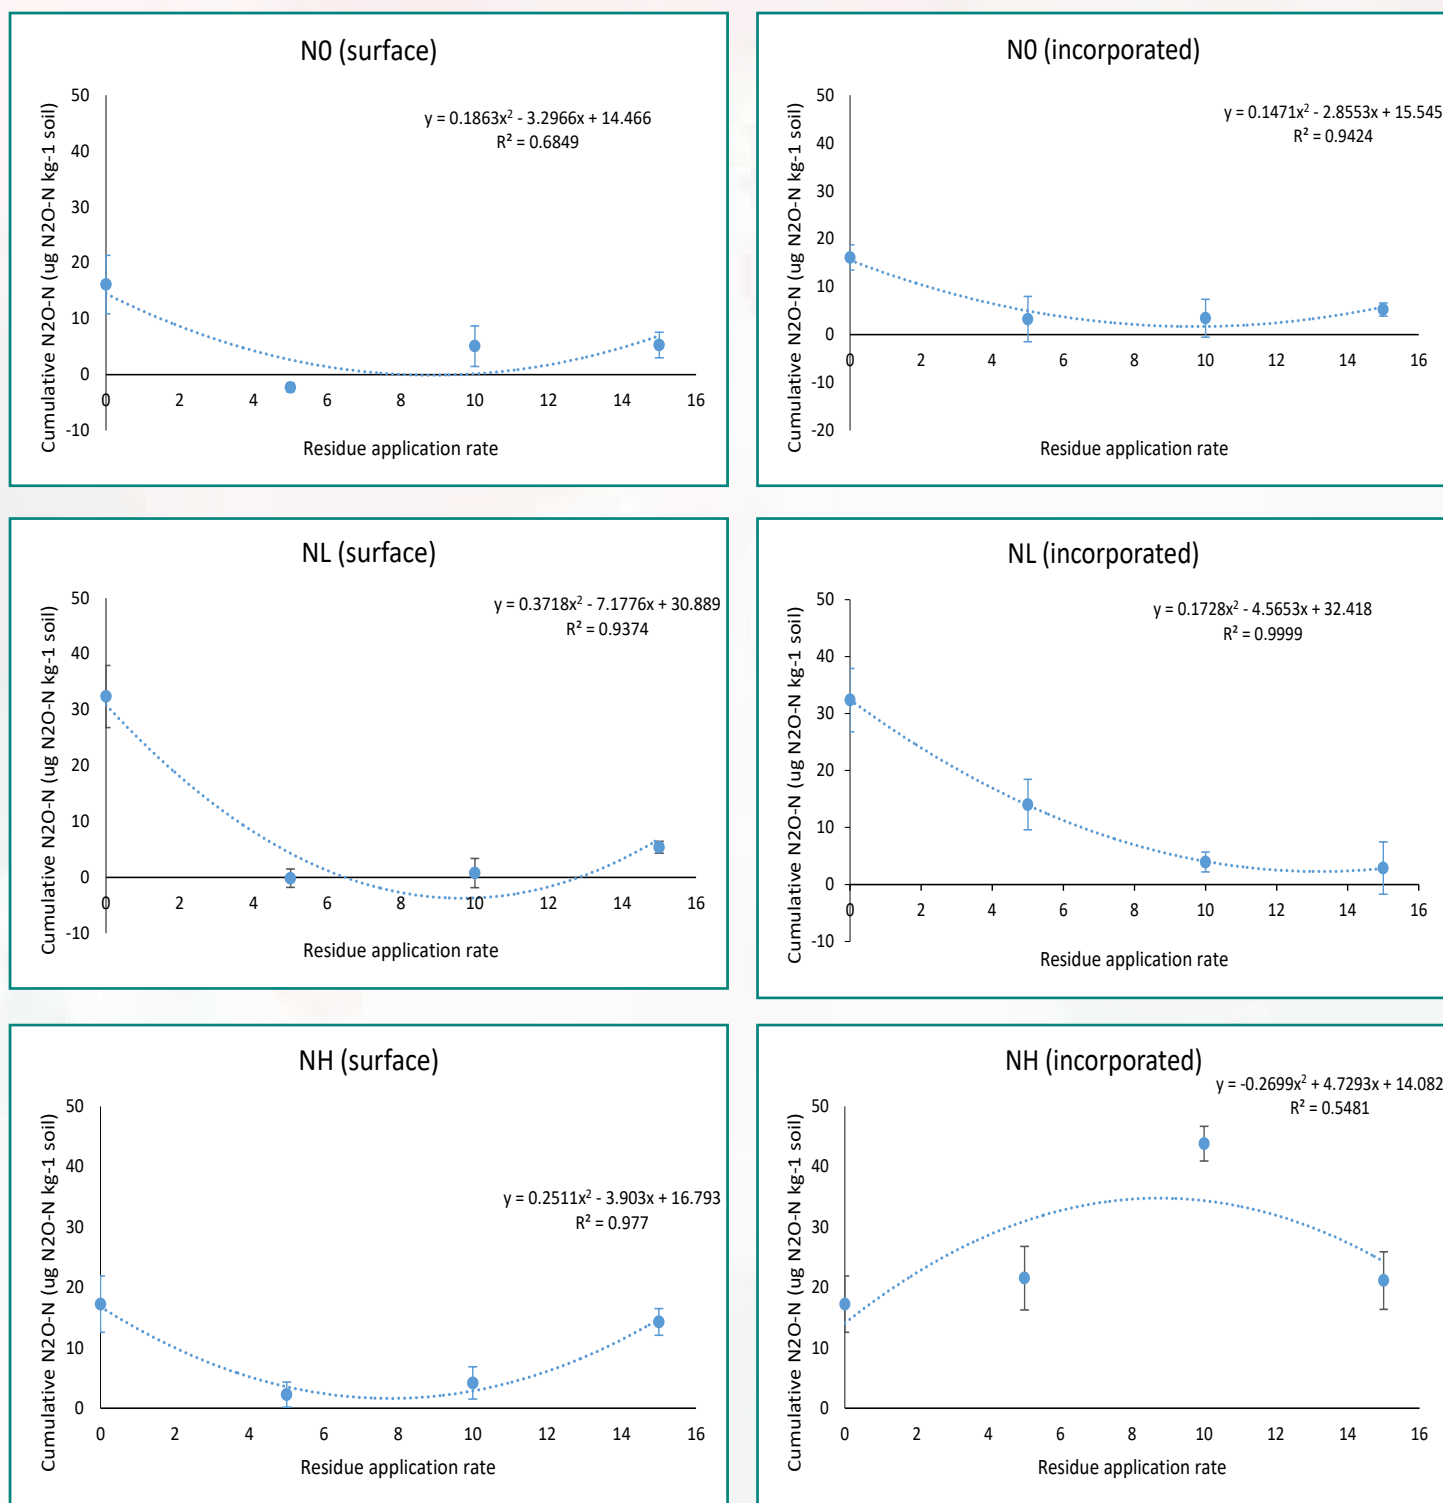 N0 (surface)
Cumulative N2O-N (ug N2O-N kg-1 soil)
y = 0.1863x² - 3.2966x + 14.466
R² = 0.6849
50
40
30
20
10
0
-10
0 2 4 6 8 10 12 14 16
Residue application rate
N0 (incorporated)
Cumulative N2O-N (ug N2O-N kg-1 soil)
y = 0.1471x² - 2.8553x + 15.545
R² = 0.9424
50
40
30
20
10
0
-10
-20
0 2 4 6 8 10 12 14 16
Residue application rate
NL (surface)
Cumulative N2O-N (ug N2O-N kg-1 soil)
y = 0.3718x² - 7.1776x + 30.889
R² = 0.9374
50
40
30
20
10
0
-10
0 2 4 6 8 10 12 14 16
Residue application rate
NL (incorporated)
Cumulative N2O-N (ug N2O-N kg-1 soil)
y = 0.1728x² - 4.5653x + 32.418
R² = 0.9999
50
40
30
20
10
0
-10
0 2 4 6 8 10 12 14 16
Residue application rate
NH (surface)
Cumulative N2O-N (ug N2O-N kg-1 soil)
y = 0.2511x² - 3.903x + 16.793
R² = 0.977
50
40
30
20
10
0
0 2 4 6 8 10 12 14 16
Residue application rate
NH (incorporated)
Cumulative N2O-N (ug N2O-N kg-1 soil)
y = -0.2699x² + 4.7293x + 14.082
R² = 0.5481
50
40
30
20
10
0
0 2 4 6 8 10 12 14 16
Residue application rate